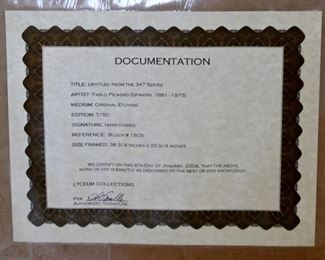 DOCUMENTATION
TITLE: UNTITLED FROM THE 347 SERIES
ARTIST: PABLO PICASSO (SPANISH, 1881 - 1973)
MEDIUM: ORIGINAL ETCHING
EDITION: 7/50
SIGNATURE: HAND-SIGNED
REFERENCE: BLOCH # 1509
SIZE FRAMED: 38 3/4 INCHES X 33 3/4 INCHES
WE CERTIFY ON THIS 6TH DAY OF JANUARY, 2004, THAT THE ABOVE
WORK OF ART IS EXACTLY AS DESCRIBED TO THE BEST OF OUR KNOWLEDGE.
LYCEUM COLLECTIONS
PER
AUTHORIZED SIGNATURE